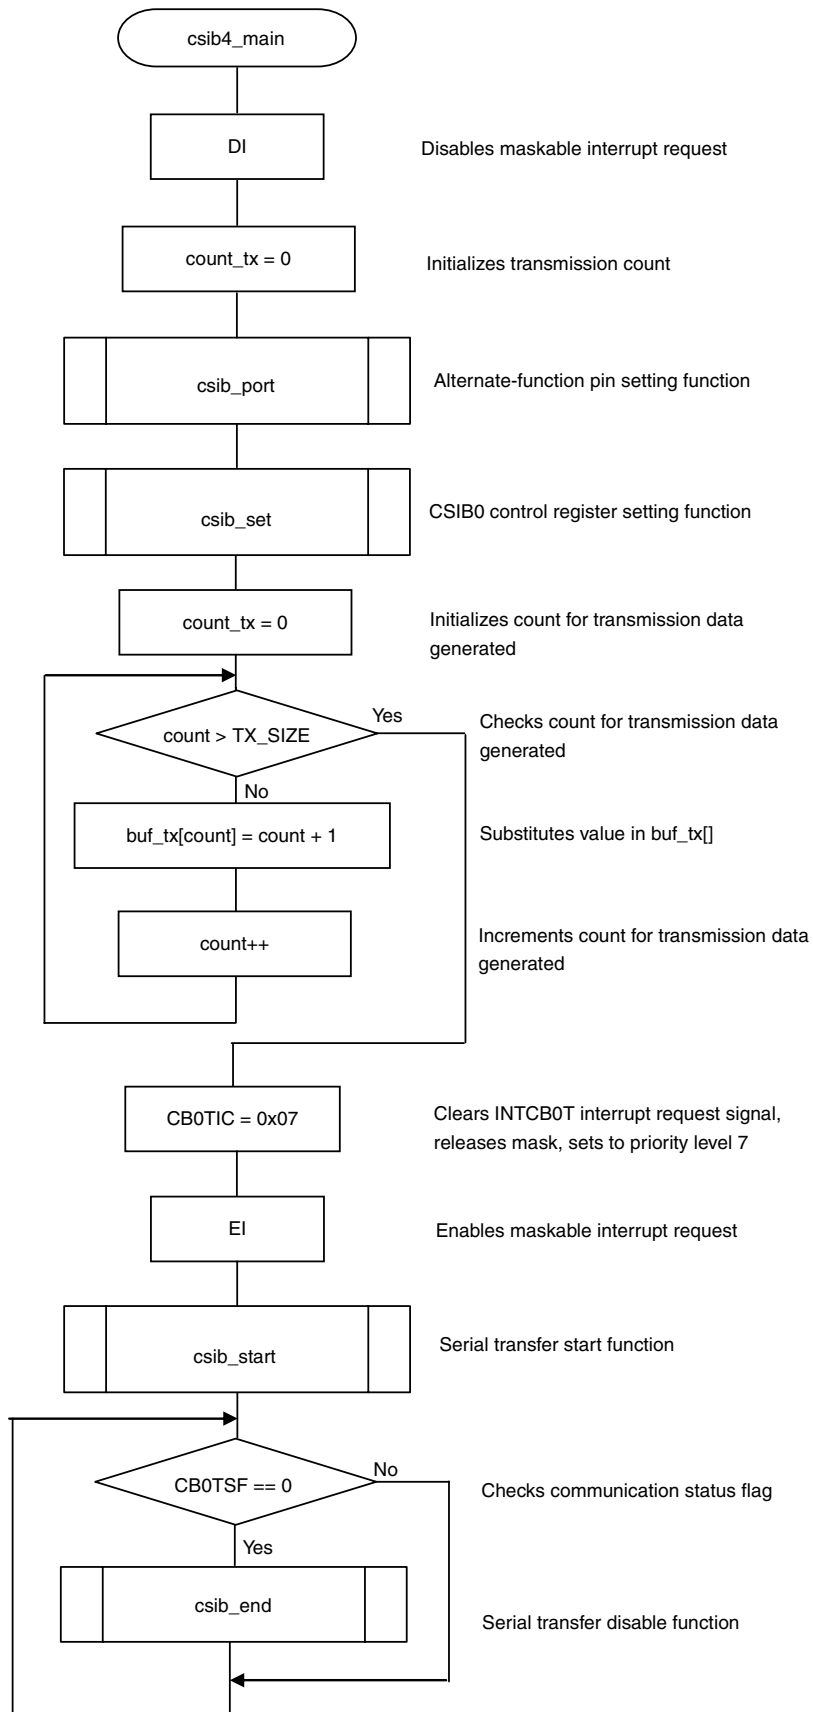 csib4_main
DI
Disables maskable interrupt request
count_tx = 0
Initializes transmission count
csib_port
Alternate-function pin setting function
csib_set
CSIB0 control register setting function
count_tx = 0
Initializes count for transmission data
generated
count > TX_SIZE
Yes
Checks count for transmission data
generated
No
buf_tx[count] = count + 1
Substitutes value in buf_tx[]
count++
Increments count for transmission data
generated
CB0TIC = 0x07
Clears INTCB0T interrupt request signal,
releases mask, sets to priority level 7
EI
Enables maskable interrupt request
csib_start
Serial transfer start function
CB0TSF == 0
No
Checks communication status flag
Yes
csib_end
Serial transfer disable function